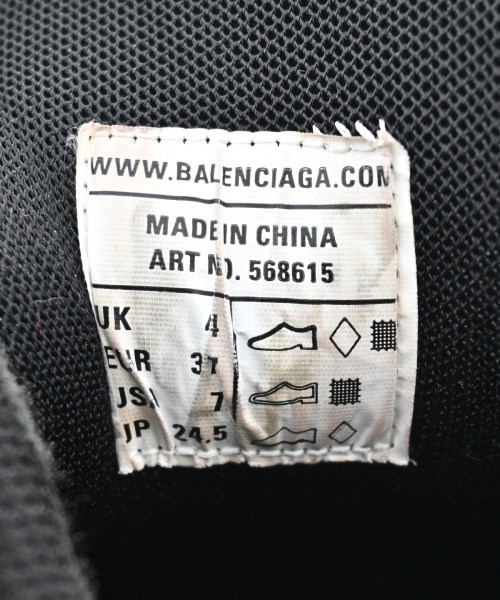 WWW.BALENCIAGA.COM
MADE IN CHINA
ART NO. 568615
UK 4
EUR 37
USA 7
JP 24.5